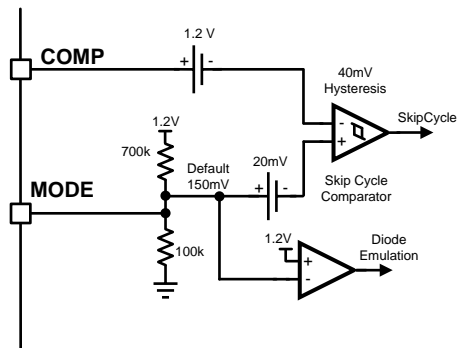 1.2 V
COMP
+ -
40mV
Hysteresis
SkipCycle
-
+
1.2V
700k
Default
150mV
20mV
+ -
Skip Cycle
Comparator
MODE
100k
1.2V
+
-
Diode
Emulation